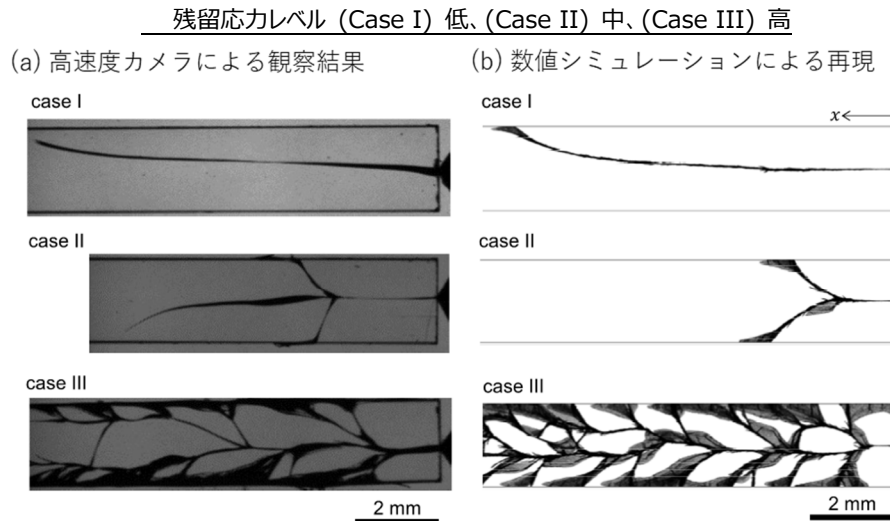 残留応力レベル (Case I) 低、(Case II) 中、(Case III) 高
(a) 高速度カメラによる観察結果
(b) 数値シミュレーションによる再現
case I
case I
x
case II
case II
case III
case III
2 mm
2 mm